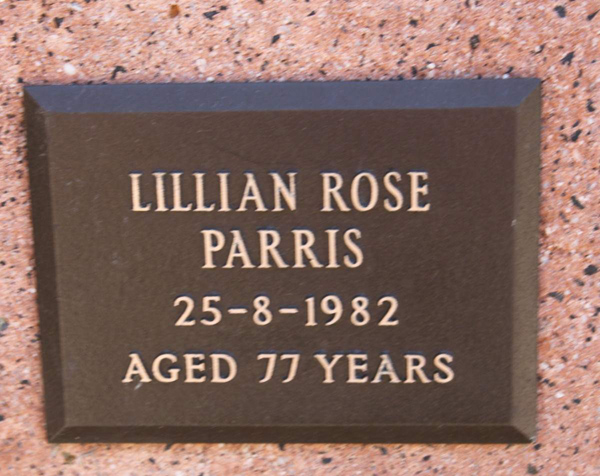 LILLIAN ROSE
PARRIS
25-8-1982
AGED 77 YEARS